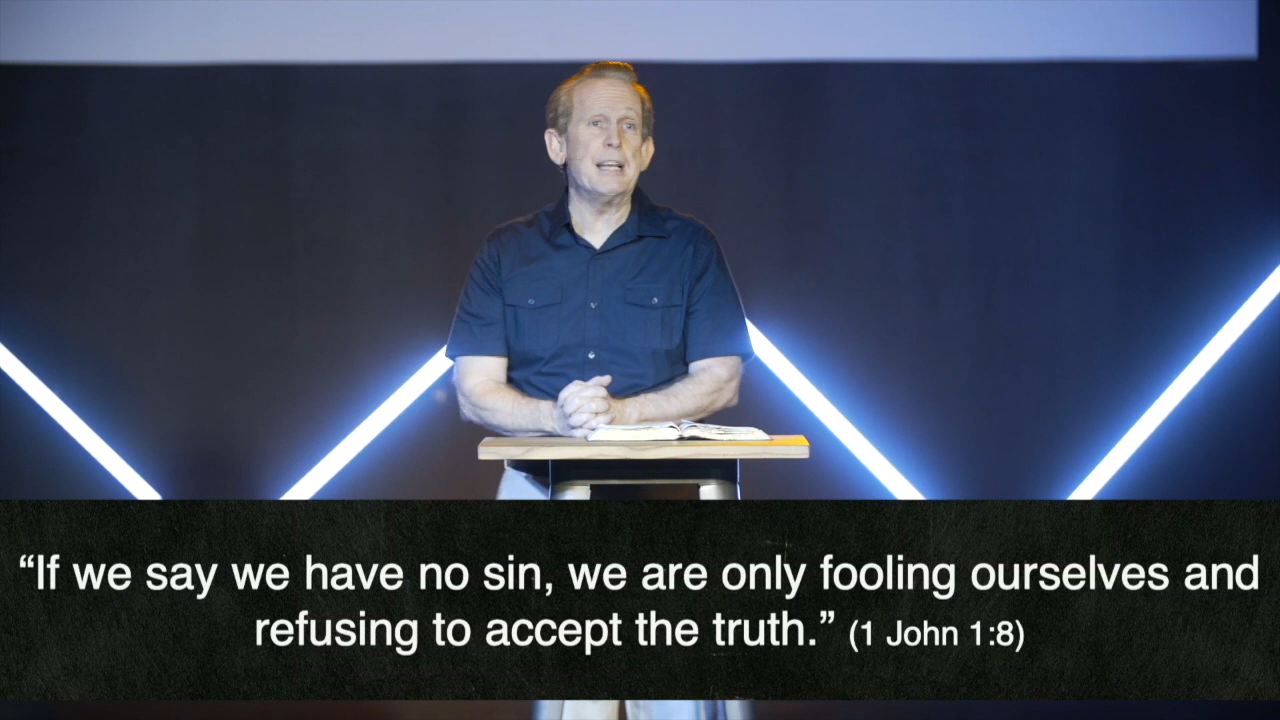 “If we say we have no sin, we are only fooling ourselves and
refusing to accept the truth.” (1 John 1:8)